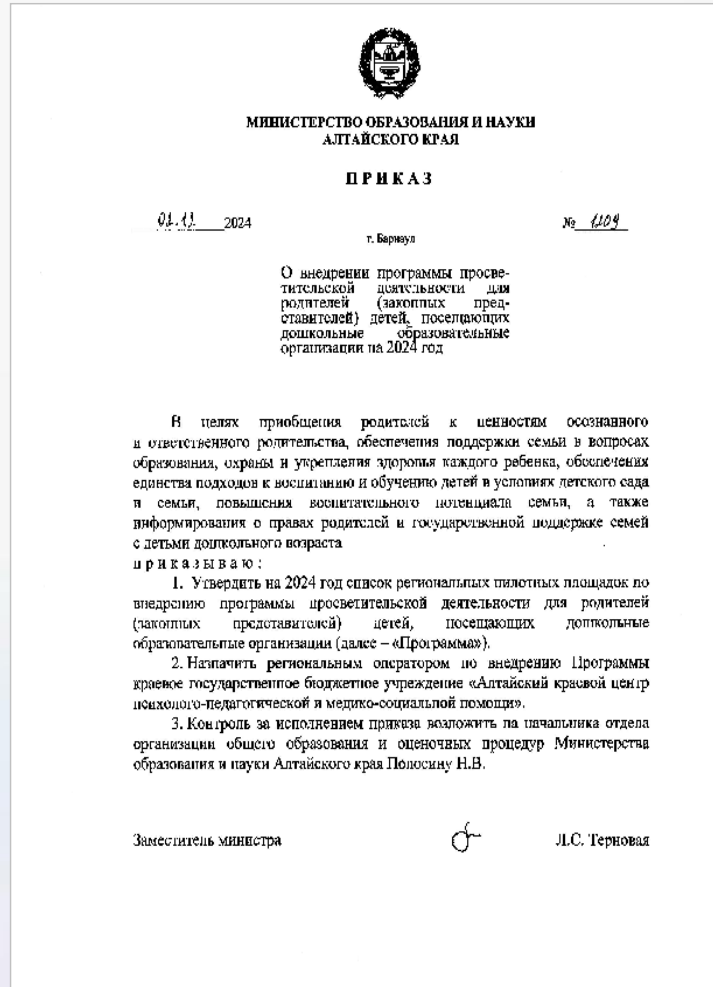 МИНИСТЕРСТВО ОБРАЗОВАНИЯ И НАУКИ
АЛТАЙСКОГО КРАЯ
П Р И К А З
2024
№ 1209
г. Барнаул
О внедрении программы просве-
тительской деятельности для
родителей (законных пред-
ставителей) детей, посещающих
дошкольные образовательные
организации на 2024 год
В целях приобщения родителей к ценностям осознанного
и ответственного родительства, обеспечения поддержки семьи в вопросах
образования, охраны и укрепления здоровья каждого ребенка, обеспечения
единства подходов к воспитанию и обучению детей в условиях детского сада
и семьи, повышения воспитательного потенциала семьи, а также
информирования о правах родителей и государственной поддержке семей
с детьми дошкольного возраста
п р и к а з ы в а ю :
1. Утвердить на 2024 год список региональных пилотных площадок по
внедрению программы просветительской деятельности для родителей
(законных представителей) детей, посещающих дошкольные
образовательные организации (далее – «Программа»).
2. Назначить региональным оператором по внедрению Программы
краевое государственное бюджетное учреждение «Алтайский краевой центр
психолого-педагогической и медико-социальной помощи».
3. Контроль за исполнением приказа возложить на начальника отдела
организации общего образования и оценочных процедур Министерства
образования и науки Алтайского края Полосину Н.В.
Заместитель министра
Л.С. Терновая